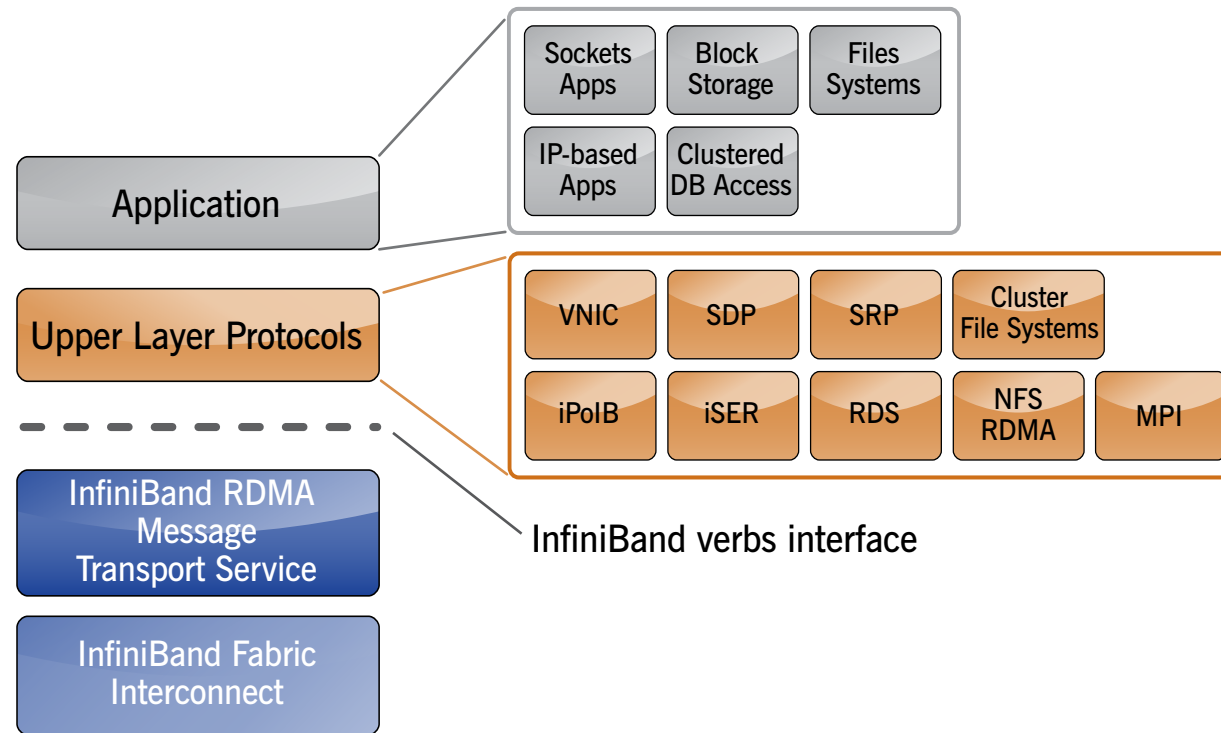 Application
Sockets
Apps
Block
Storage
Files
Systems
IP-based
Apps
Clustered
DB Access
Upper Layer Protocols
VNIC
SDP
SRP
Cluster
File Systems
iPoIB
iSER
RDS
NFS
RDMA
MPI
InfiniBand verbs interface
InfiniBand RDMA
Message
Transport Service
InfiniBand Fabric
Interconnect